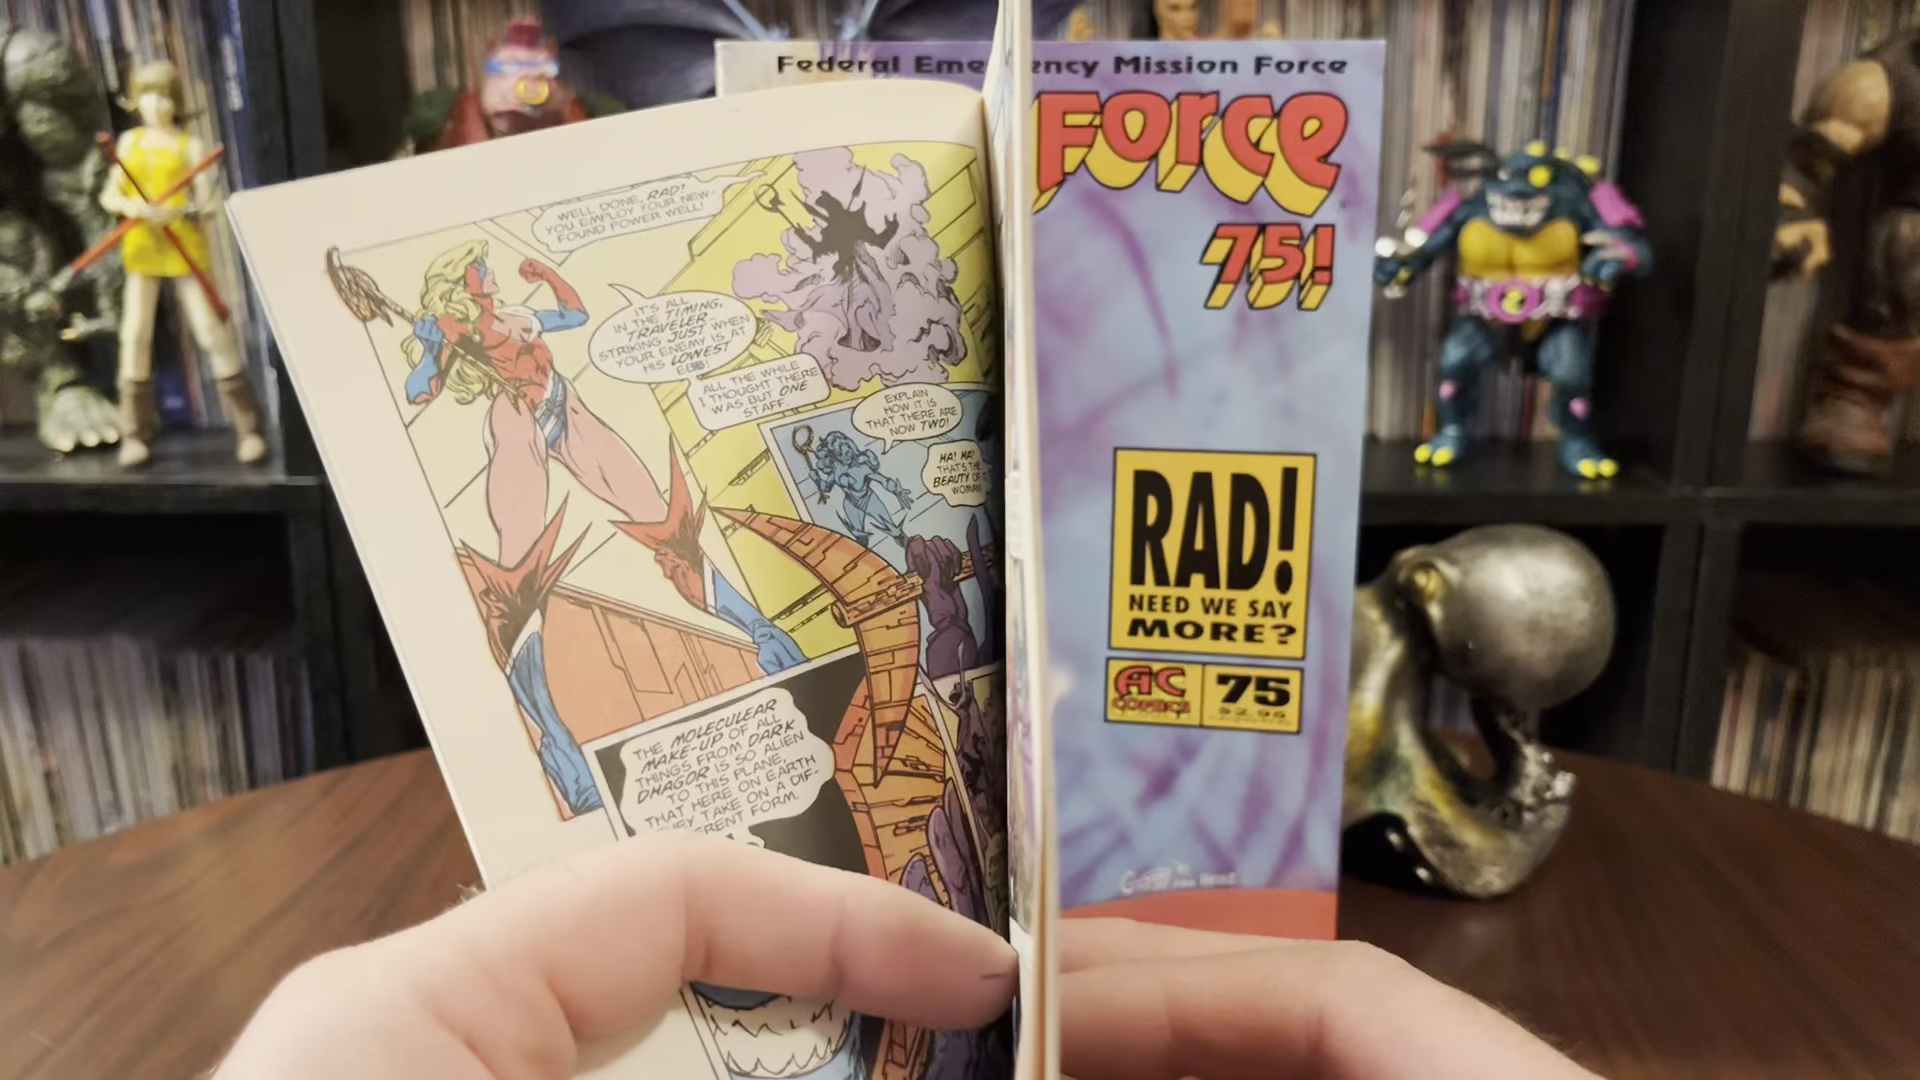 WELL DONE, RAD!
YOU EMPLOY YOUR NEW-
FOUND POWER WELL!
IT'S ALL
IN THE TIMING,
TRAVELER--
STRIKING JUST WHEN
YOUR ENEMY IS AT
HIS LOWEST
ALL THE WHILE
I THOUGHT THERE
WAS BUT ONE
STAFF.
EXPLAIN
HOW IT IS
THAT THERE ARE
NOW TWO!
HA! HA!
THAT'S THE
BEAUTY OF
THE MOLECULEAR
MAKE-UP OF ALL
THINGS FROM DARK
DHAGOR IS SO ALIEN
TO THIS PLANE,
THAT HERE ON EARTH
THEY TAKE ON A DIF-
FERENT FORM.
Federal Eme ency Mission Force
Force
75!
RAD!
NEED WE SAY
MORE?
AC
COMICS
75
$2.95